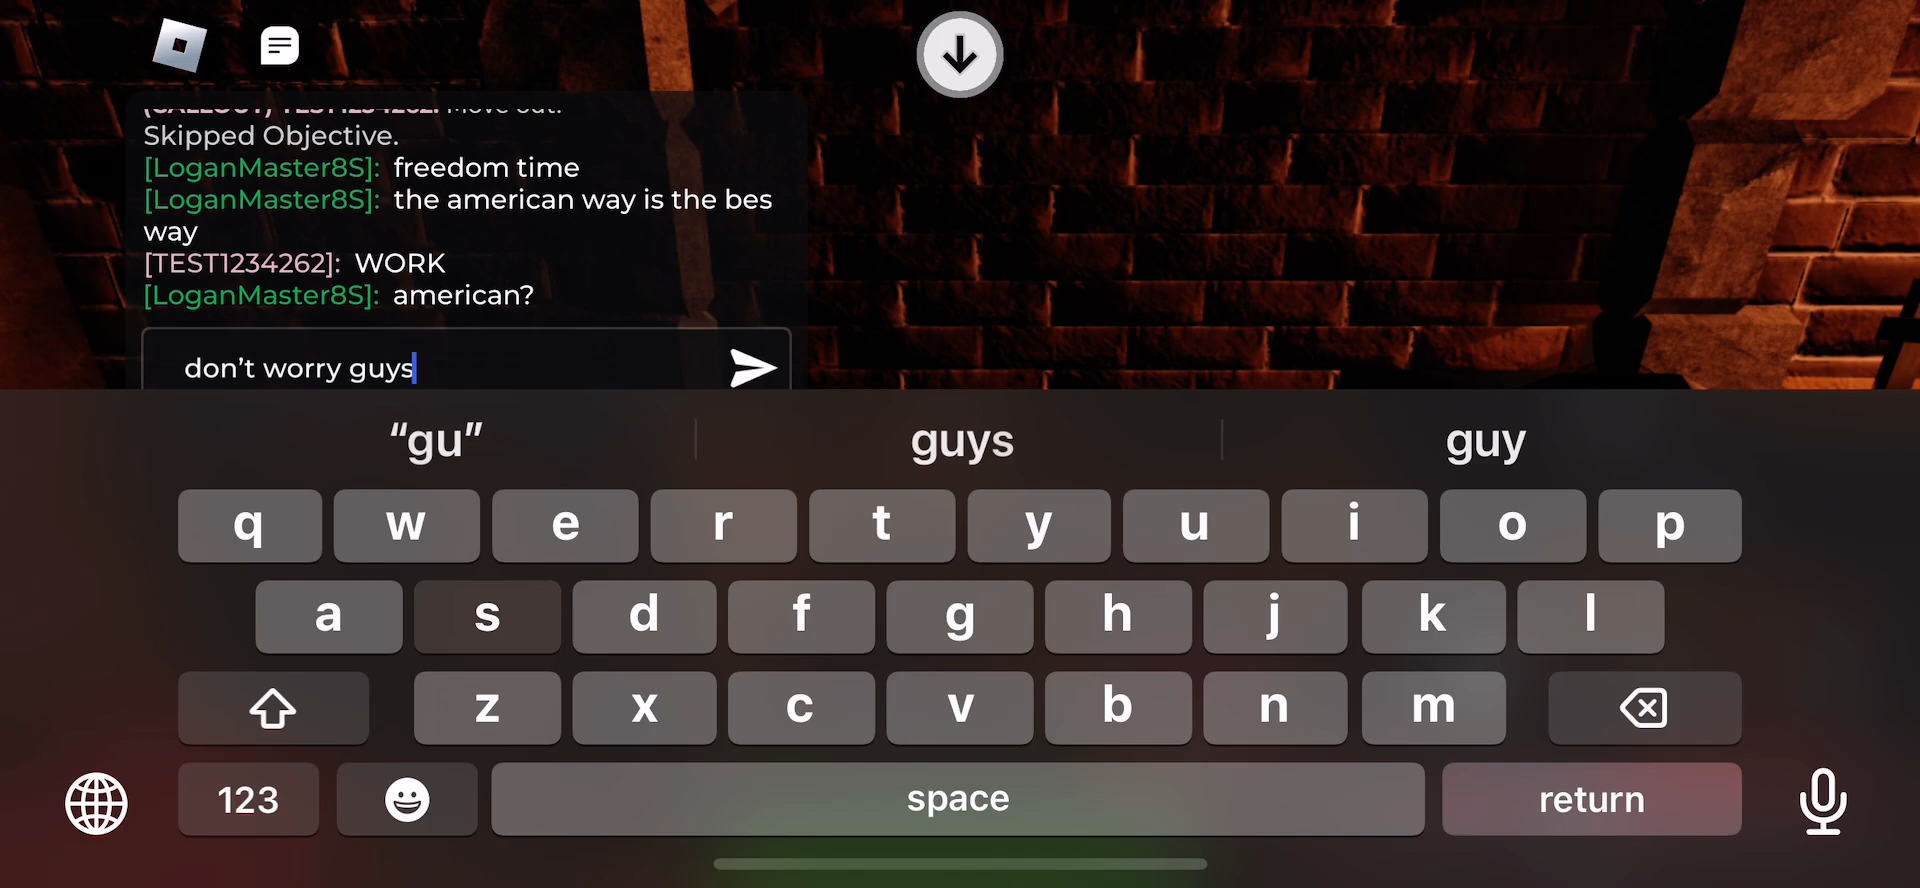 Skipped Objective.
[LoganMaster8S]: freedom time
[LoganMaster8S]: the american way is the bes
way
[TEST1234262]: WORK
[LoganMaster8S]: american?
don’t worry guys
“gu” guys guy
q w e r t y u i o p
a s d f g h j k l
z x c v b n m
123 space return